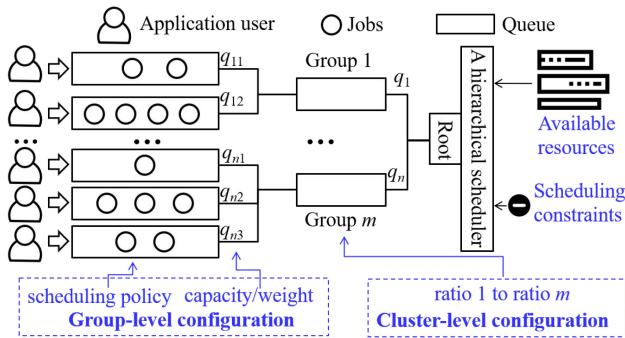 Application user
Jobs
Queue
q11
q12
...
qn1
qn2
qn3
Group 1
...
Group m
q1
qn
Root
A hierarchical scheduler
Available
resources
Scheduling
constraints
scheduling policy
capacity/weight
Group-level configuration
ratio 1 to ratio m
Cluster-level configuration